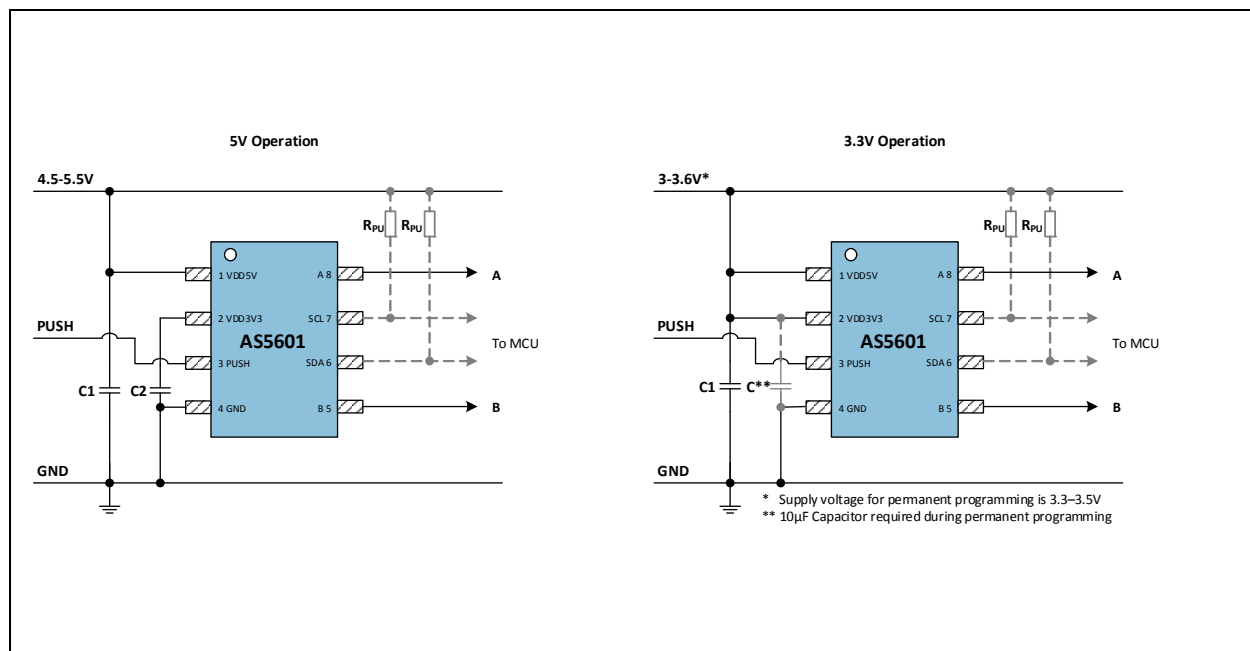 5V Operation
4.5-5.5V
RPU RPU
1 VDD5V
A 8
A
2 VDD3V3
SCL 7
PUSH
AS5601
To MCU
3 PUSH
SDA 6
C1
C2
4 GND
B 5
B
GND
3.3V Operation
3-3.6V*
RPU RPU
1 VDD5V
A 8
A
2 VDD3V3
SCL 7
PUSH
AS5601
To MCU
3 PUSH
SDA 6
C1
C**
4 GND
B 5
B
GND
* Supply voltage for permanent programming is 3.3–3.5V
** 10µF Capacitor required during permanent programming